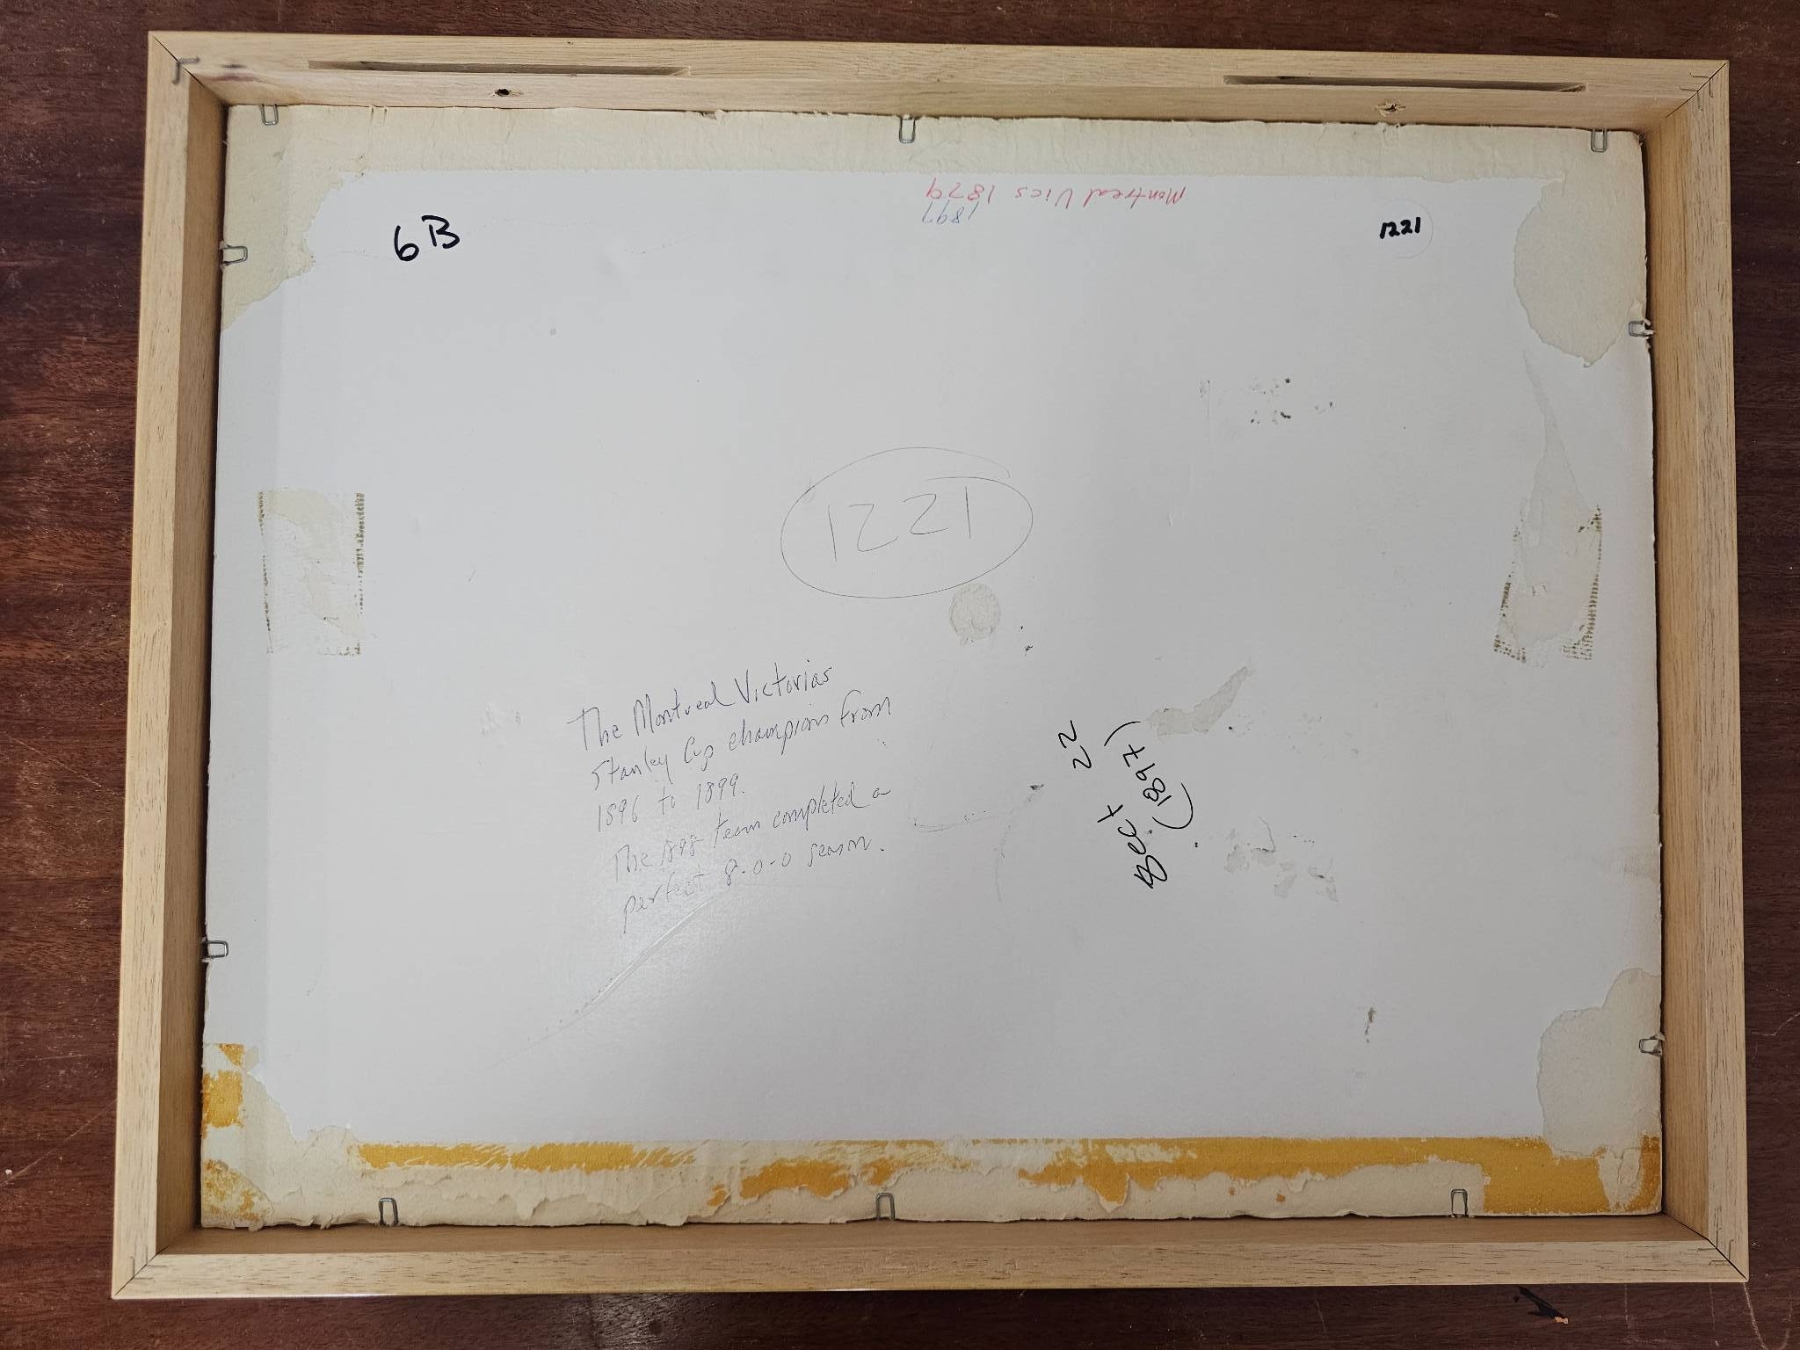 Montreal Vics 1879
1897
6B
1221
1221
The Montreal Victorias
Stanley Cup champions from
1896 to 1899.
The 1898 team completed a
perfect 8-0-0 season.
22
(1897)